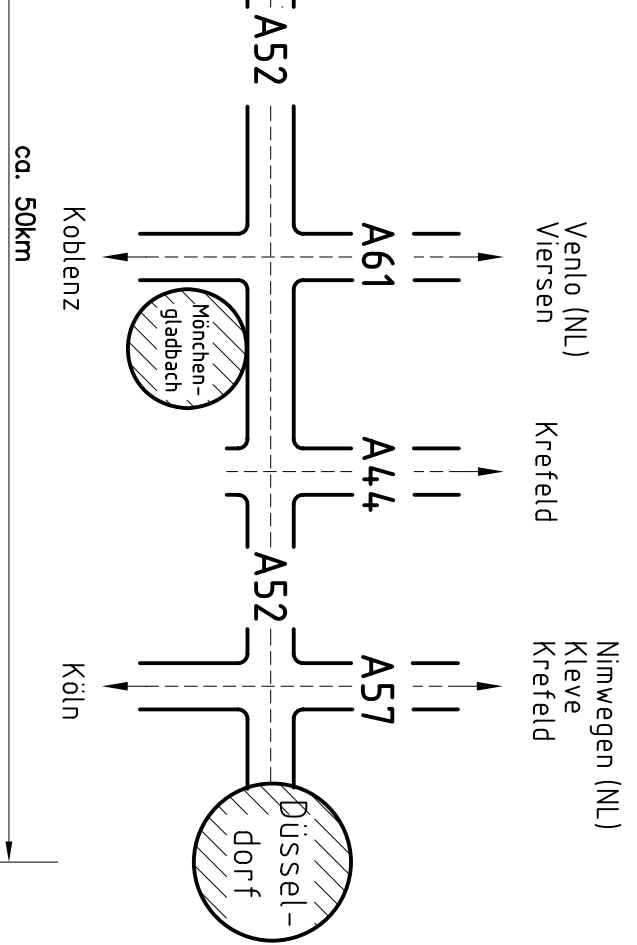 Venlo (NL)
Viersen
Krefeld
Nimwegen (NL)
Kleve
Krefeld
A61
A44
A57
A52
A52
Mönchen-
gladbach
Düssel-
dorf
Koblenz
Köln
ca. 50km